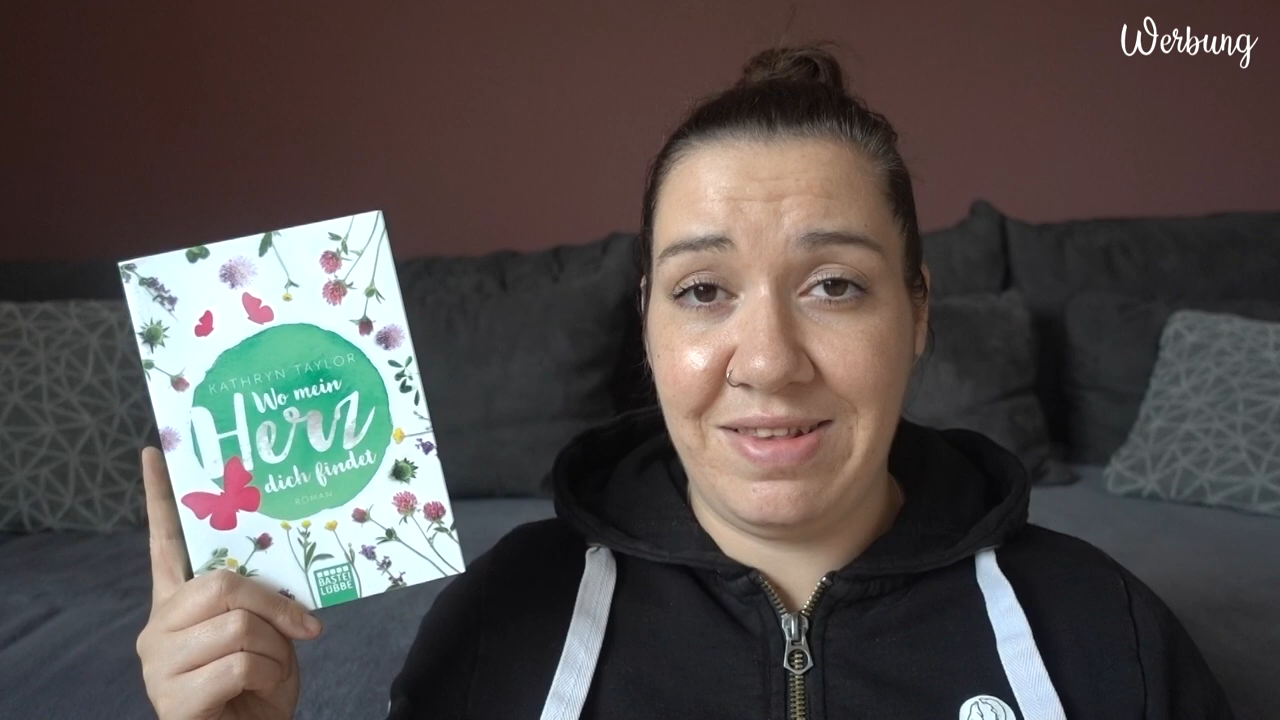 Werbung
KATHRYN TAYLOR
Wo mein
Herz
dich findet
ROMAN
BASTEI
LÜBBE